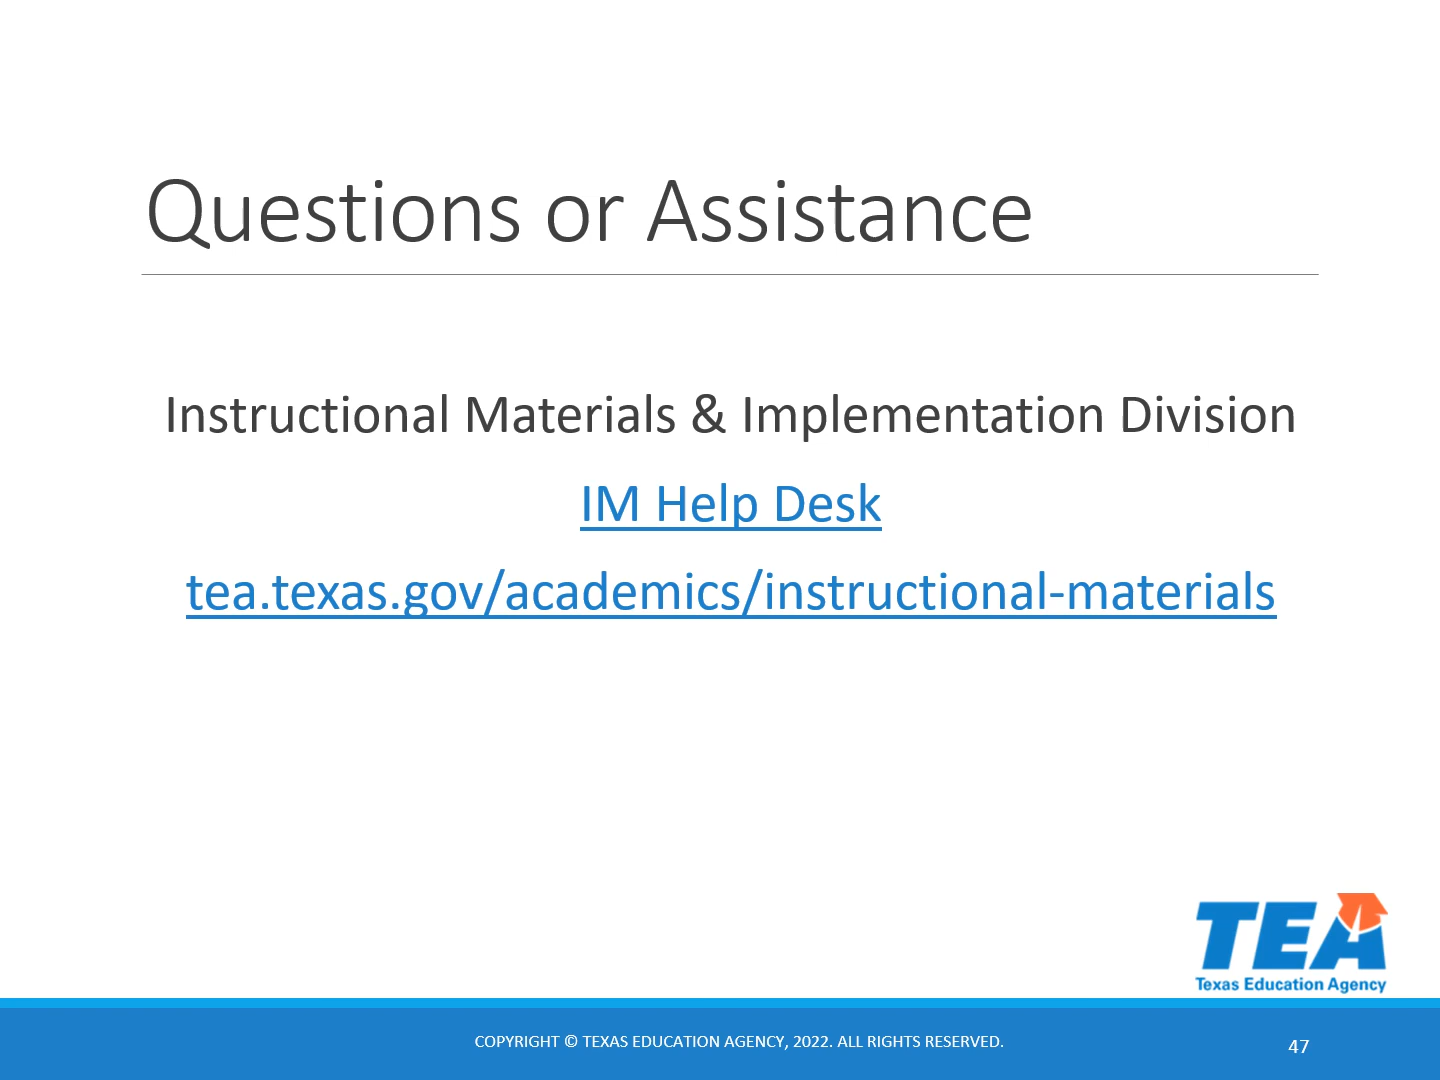 Questions or Assistance
Instructional Materials & Implementation Division
IM Help Desk
tea.texas.gov/academics/instructional-materials
TEA
Texas Education Agency
COPYRIGHT © TEXAS EDUCATION AGENCY, 2022. ALL RIGHTS RESERVED.
47